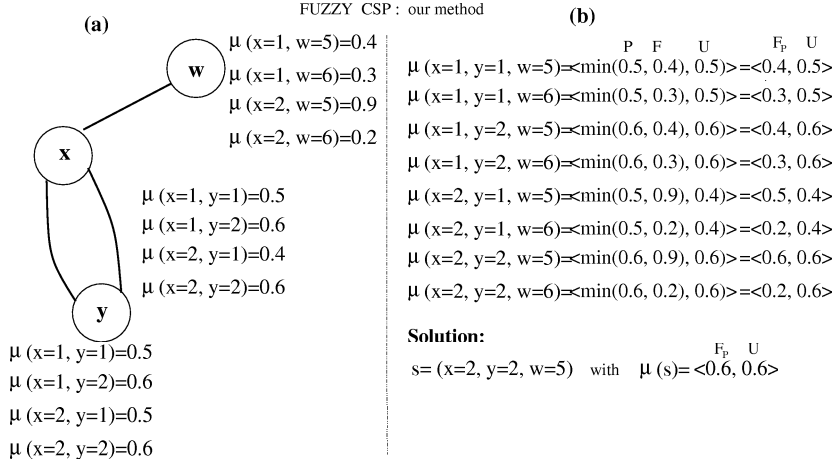 FUZZY CSP : our method
(a)
w
μ (x=1, w=5)=0.4
μ (x=1, w=6)=0.3
μ (x=2, w=5)=0.9
μ (x=2, w=6)=0.2
x
μ (x=1, y=1)=0.5
μ (x=1, y=2)=0.6
μ (x=2, y=1)=0.4
μ (x=2, y=2)=0.6
y
μ (x=1, y=1)=0.5
μ (x=1, y=2)=0.6
μ (x=2, y=1)=0.5
μ (x=2, y=2)=0.6
(b)
P F U F_P U
μ (x=1, y=1, w=5)=<min(0.5, 0.4), 0.5)>=<0.4, 0.5>
μ (x=1, y=1, w=6)=<min(0.5, 0.3), 0.5)>=<0.3, 0.5>
μ (x=1, y=2, w=5)=<min(0.6, 0.4), 0.6)>=<0.4, 0.6>
μ (x=1, y=2, w=6)=<min(0.6, 0.3), 0.6)>=<0.3, 0.6>
μ (x=2, y=1, w=5)=<min(0.5, 0.9), 0.4)>=<0.5, 0.4>
μ (x=2, y=1, w=6)=<min(0.5, 0.2), 0.4)>=<0.2, 0.4>
μ (x=2, y=2, w=5)=<min(0.6, 0.9), 0.6)>=<0.6, 0.6>
μ (x=2, y=2, w=6)=<min(0.6, 0.2), 0.6)>=<0.2, 0.6>
Solution:
F_P U
s= (x=2, y=2, w=5) with μ (s)= <0.6, 0.6>